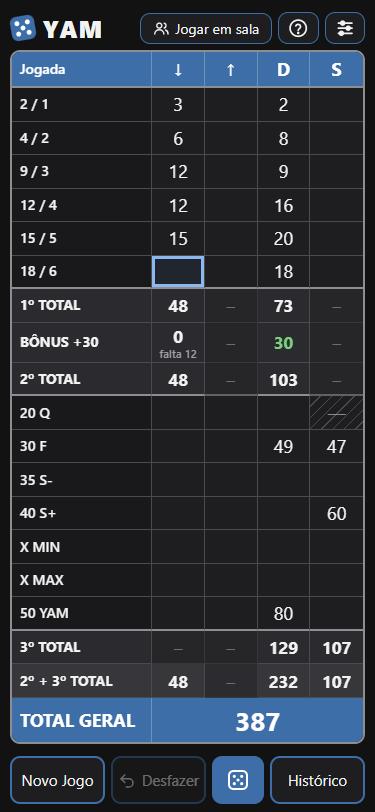 YAM Jogar em sala
Jogada ↓ ↑ D S
2 / 1 3 2
4 / 2 6 8
9 / 3 12 9
12 / 4 12 16
15 / 5 15 20
18 / 6 18
1º TOTAL 48 – 73 –
BÔNUS +30 0 – 30 –
falta 12
2º TOTAL 48 – 103 –
20 Q —
30 F 49 47
35 S-
40 S+ 60
X MIN
X MAX
50 YAM 80
3º TOTAL – – 129 107
2º + 3º TOTAL 48 – 232 107
TOTAL GERAL 387
Novo Jogo Desfazer Histórico